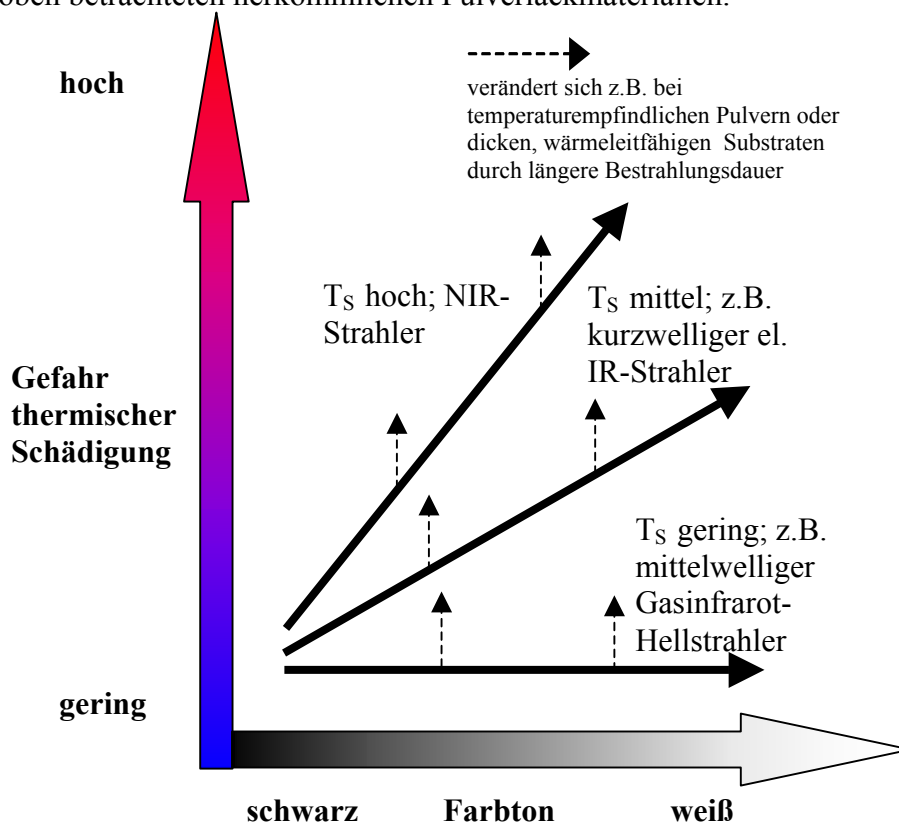 oben betrachteten herkömmlichen Pulverlackmaterialien.
hoch
verändert sich z.B. bei
temperaturempfindlichen Pulvern oder
dicken, wärmeleitfähigen Substraten
durch längere Bestrahlungsdauer
TS hoch; NIR-
Strahler
TS mittel; z.B.
kurzwelliger el.
IR-Strahler
Gefahr
thermischer
Schädigung
TS gering; z.B.
mittelwelliger
Gasinfrarot-
Hellstrahler
gering
schwarz Farbton weiß